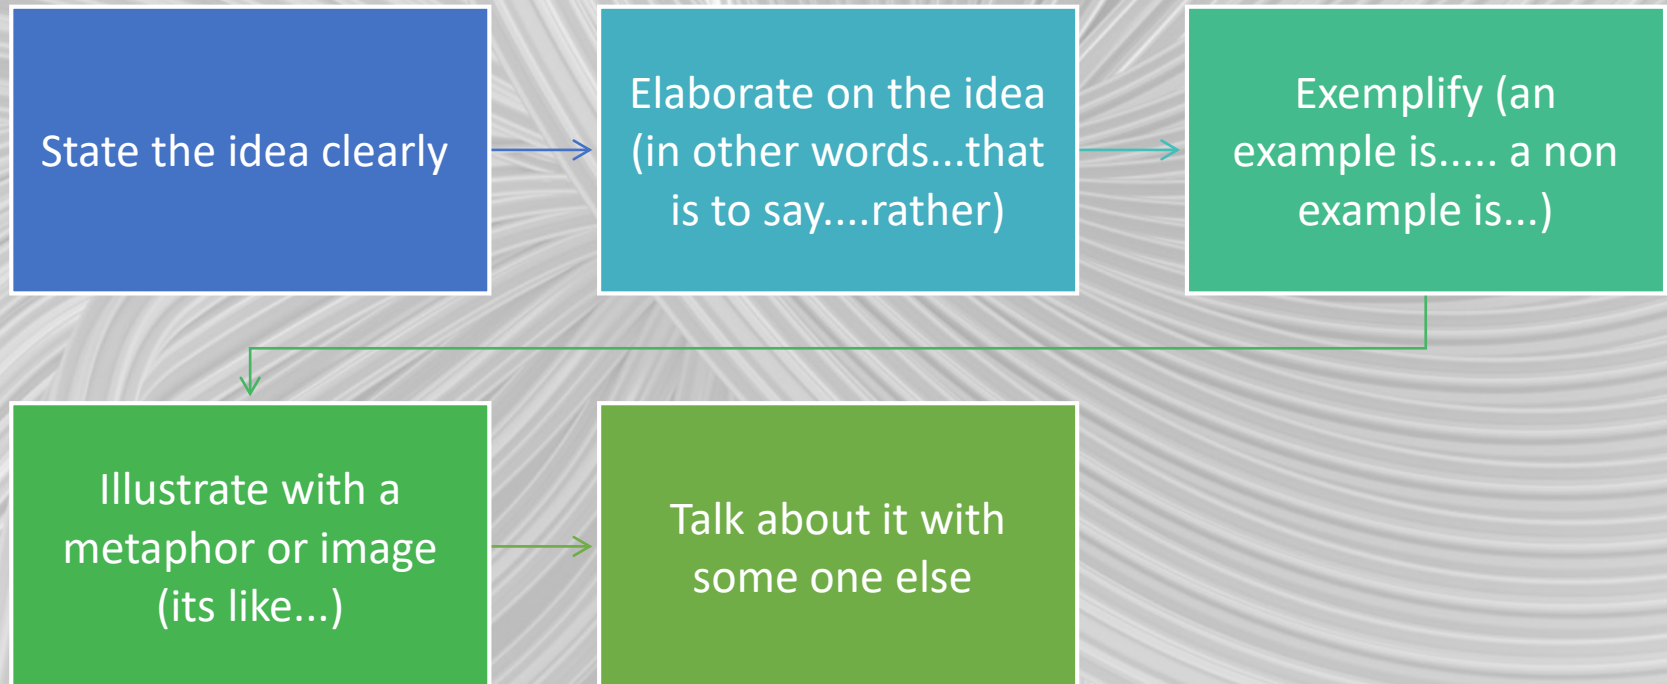 State the idea clearly
Elaborate on the idea
(in other words...that
is to say....rather)
Exemplify (an
example is..... a non
example is...)
Illustrate with a
metaphor or image
(its like...)
Talk about it with
some one else